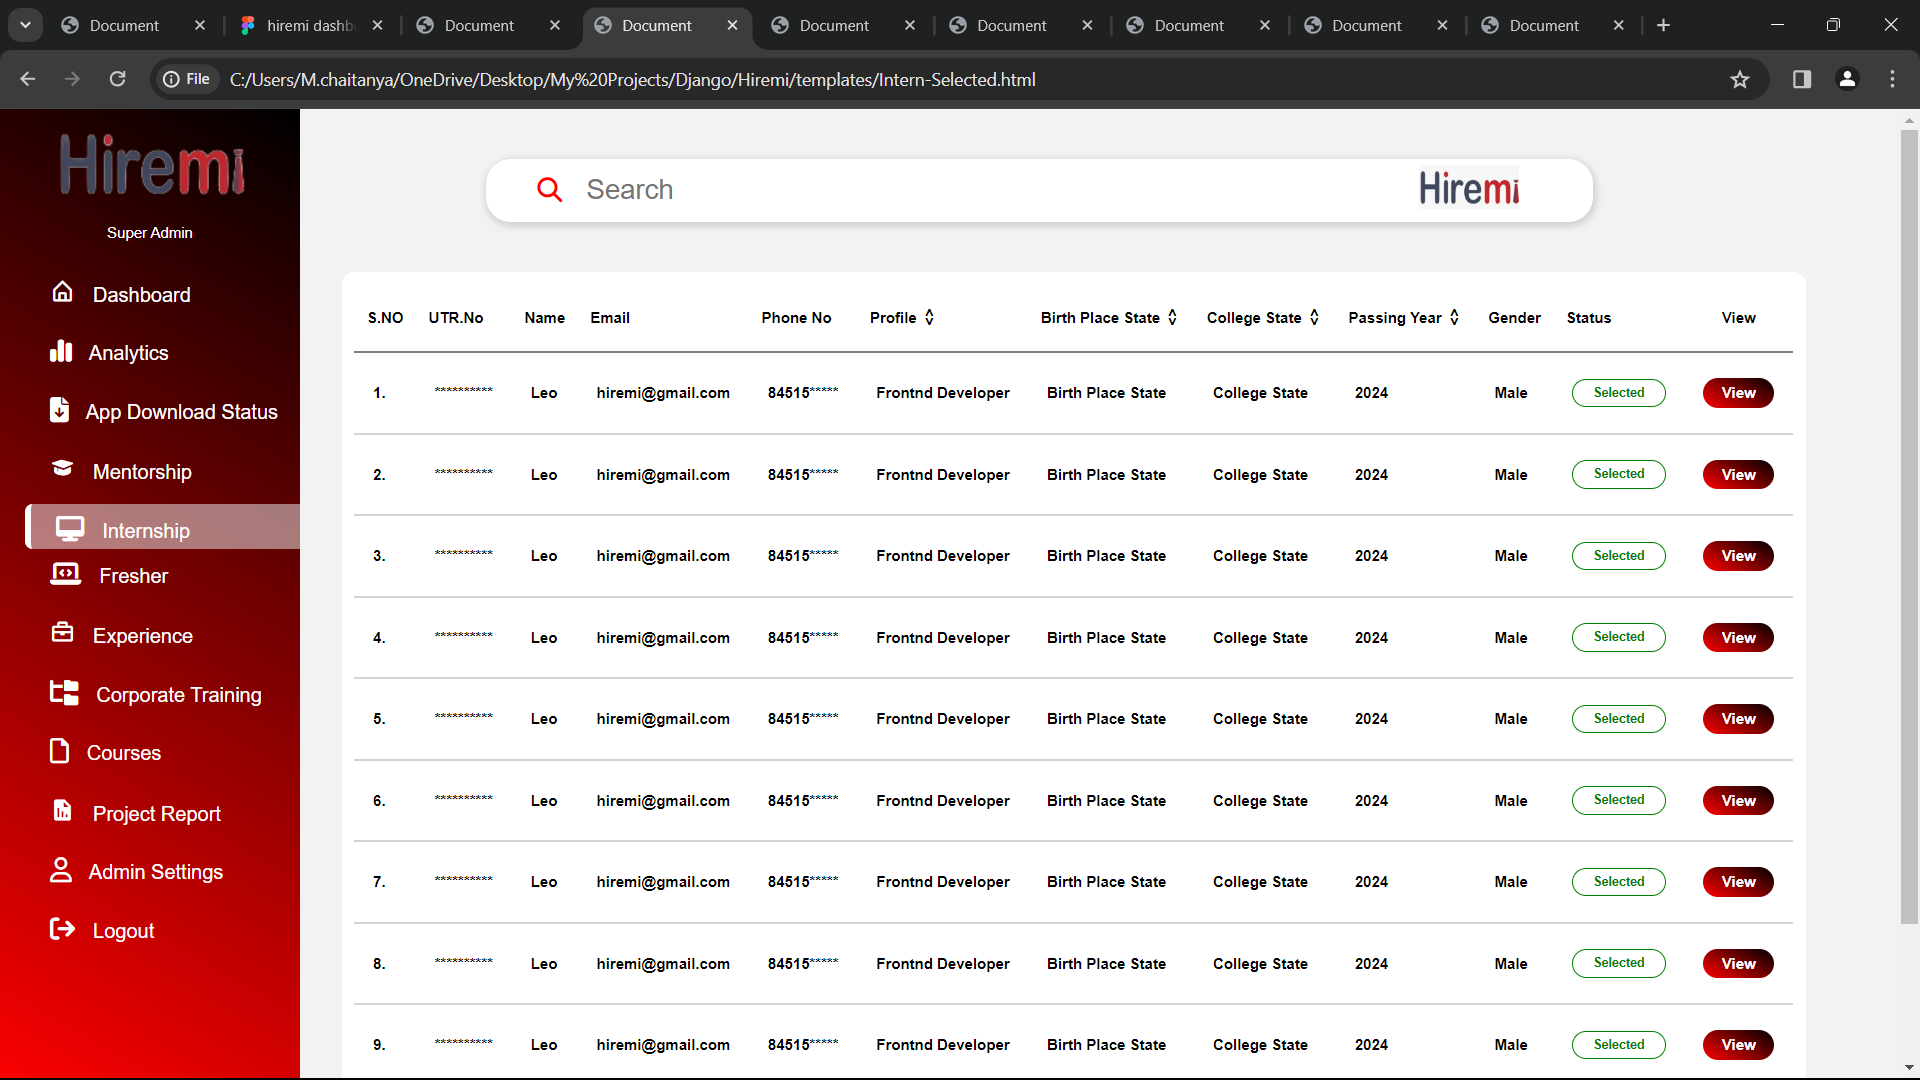 Document hiremi dashb Document Document Document Document Document Document Document
File C:/Users/M.chaitanya/OneDrive/Desktop/My%20Projects/Django/Hiremi/templates/Intern-Selected.html
Hiremi
Super Admin
Dashboard
Analytics
App Download Status
Mentorship
Internship
Fresher
Experience
Corporate Training
Courses
Project Report
Admin Settings
Logout
Search Hiremi
S.NO UTR.No Name Email Phone No Profile Birth Place State College State Passing Year Gender Status View
1. ********** Leo hiremi@gmail.com 84515***** Frontnd Developer Birth Place State College State 2024 Male Selected View
2. ********** Leo hiremi@gmail.com 84515***** Frontnd Developer Birth Place State College State 2024 Male Selected View
3. ********** Leo hiremi@gmail.com 84515***** Frontnd Developer Birth Place State College State 2024 Male Selected View
4. ********** Leo hiremi@gmail.com 84515***** Frontnd Developer Birth Place State College State 2024 Male Selected View
5. ********** Leo hiremi@gmail.com 84515***** Frontnd Developer Birth Place State College State 2024 Male Selected View
6. ********** Leo hiremi@gmail.com 84515***** Frontnd Developer Birth Place State College State 2024 Male Selected View
7. ********** Leo hiremi@gmail.com 84515***** Frontnd Developer Birth Place State College State 2024 Male Selected View
8. ********** Leo hiremi@gmail.com 84515***** Frontnd Developer Birth Place State College State 2024 Male Selected View
9. ********** Leo hiremi@gmail.com 84515***** Frontnd Developer Birth Place State College State 2024 Male Selected View